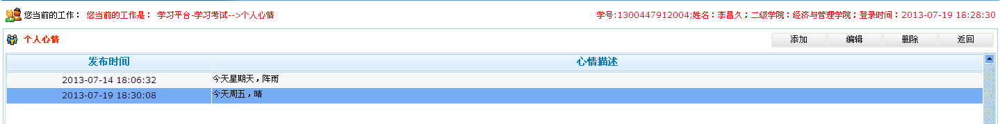 您当前的工作： 您当前的工作是： 学习平台-学习考试-->个人心情 学号:1300447912004;姓名：李昌久；二级学院：经济与管理学院；登录时间：2013-07-19 18:28:30
个人心情 添加 编辑 删除 返回
发布时间 心情描述
2013-07-14 18:06:32 今天星期天，阵雨
2013-07-19 18:30:08 今天周五，晴